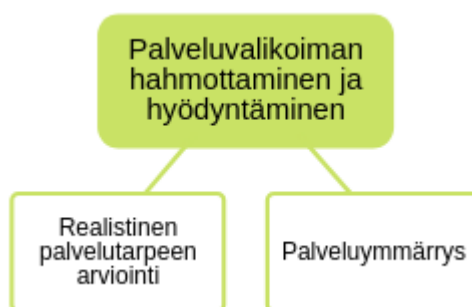 Palveluvalikoiman
hahmottaminen ja
hyödyntäminen
Realistinen
palvelutarpeen
arviointi
Palveluymmärrys